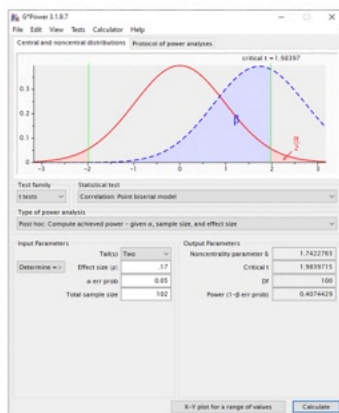 G*Power 3.1.9.7
File Edit View Tests Calculator Help
Central and noncentral distributions Protocol of power analyses
critical t = 1.98397
0.3
0.2
0.1
0
β
α/2
-3 -2 -1 0 1 2 3
Test family Statistical test
t tests Correlation: Point biserial model
Type of power analysis
Post hoc: Compute achieved power – given α, sample size, and effect size
Input Parameters Output Parameters
Tail(s) Two Noncentrality parameter δ 1.7422765
Determine => Effect size |ρ| .17 Critical t 1.9839715
α err prob 0.05 Df 100
Total sample size 102 Power (1-β err prob) 0.4074429
X-Y plot for a range of values Calculate